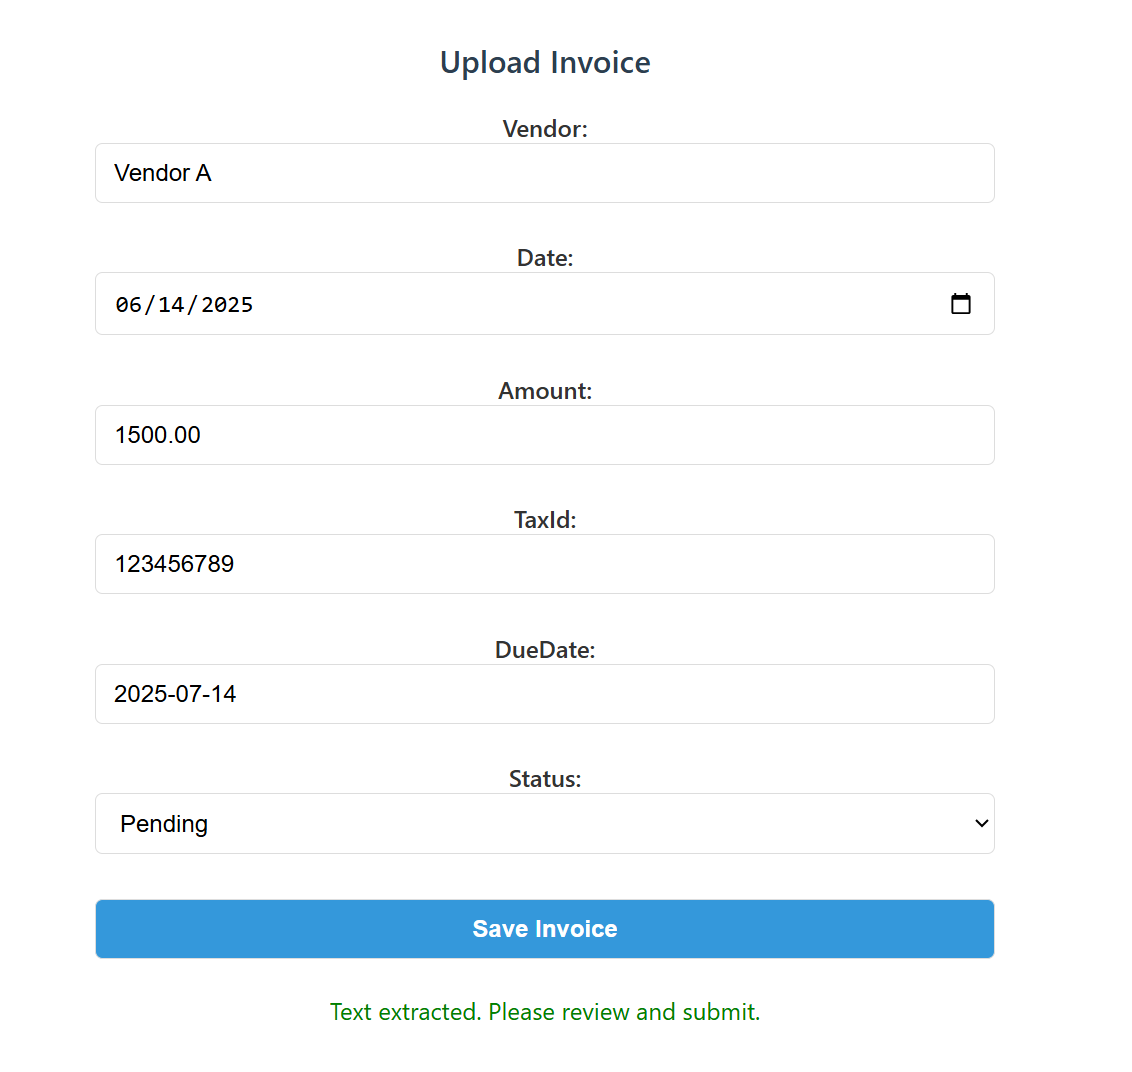 Upload Invoice
Vendor:
Vendor A
Date:
06/14/2025
Amount:
1500.00
TaxId:
123456789
DueDate:
2025-07-14
Status:
Pending
Save Invoice
Text extracted. Please review and submit.